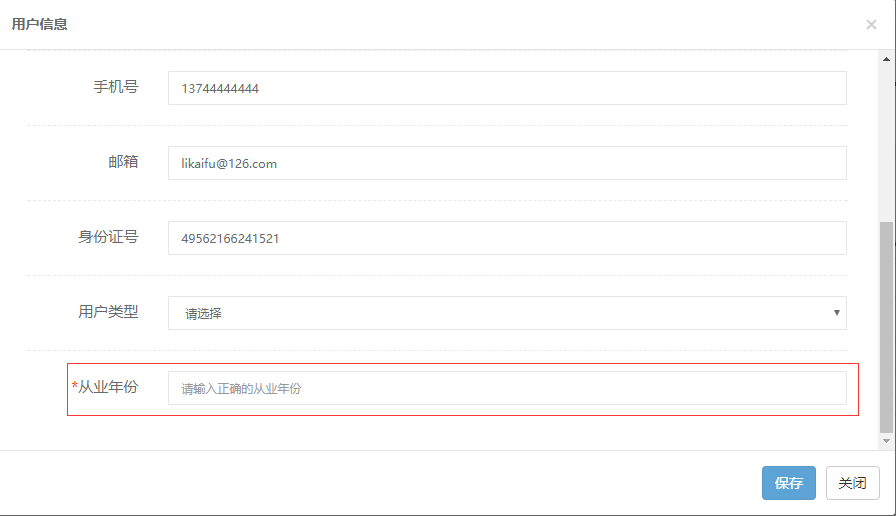 用户信息 ×
手机号 13744444444
邮箱 likaifu@126.com
身份证号 49562166241521
用户类型 请选择
*从业年份 请输入正确的从业年份
保存 关闭